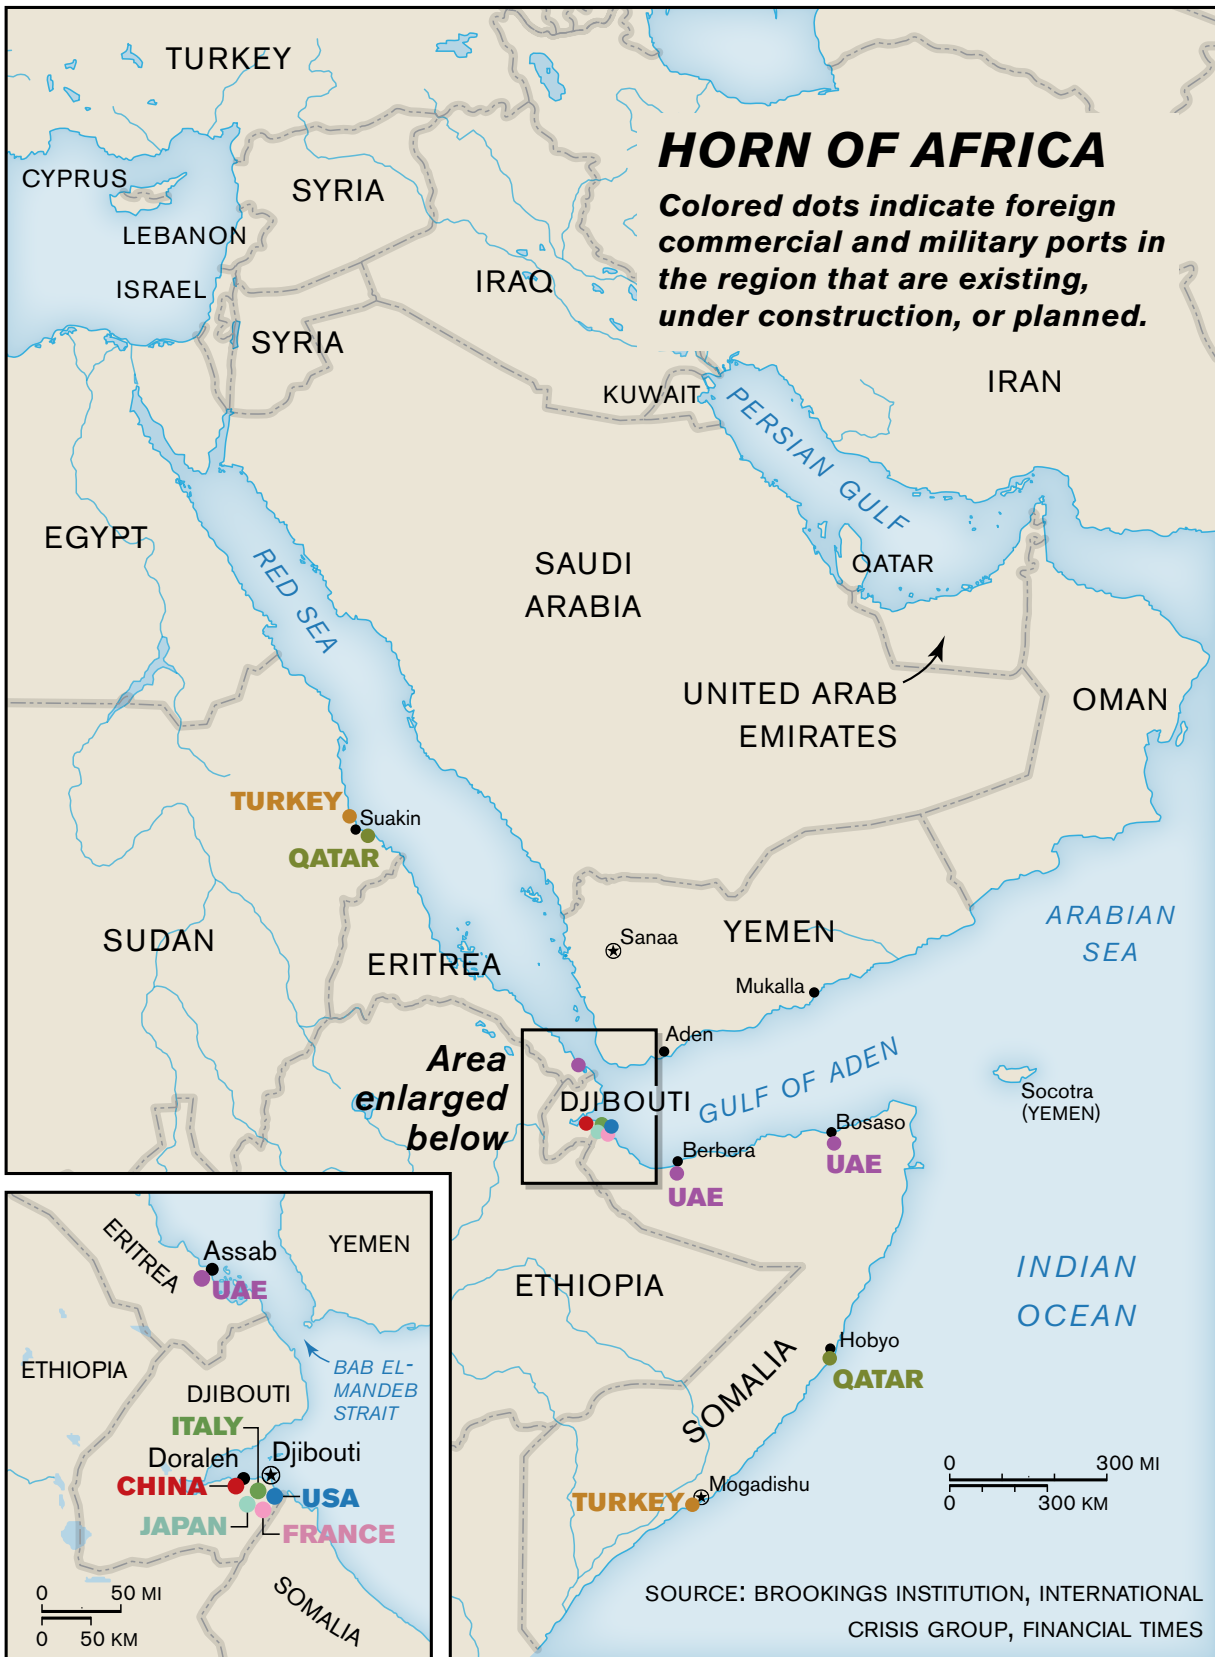 TURKEY
HORN OF AFRICA
Colored dots indicate foreign
commercial and military ports in
the region that are existing,
under construction, or planned.
CYPRUS
SYRIA
LEBANON
IRAQ
ISRAEL
SYRIA
IRAN
KUWAIT
PERSIAN GULF
EGYPT
RED SEA
SAUDI
ARABIA
QATAR
UNITED ARAB
EMIRATES
OMAN
TURKEY
Suakin
QATAR
SUDAN
ERITREA
Sanaa
YEMEN
ARABIAN
SEA
Mukalla
Aden
Area
enlarged
below
DJIBOUTI
GULF OF ADEN
Socotra
(YEMEN)
Bosaso
UAE
Berbera
UAE
ETHIOPIA
INDIAN
OCEAN
Hobyo
QATAR
SOMALIA
Mogadishu
TURKEY
0 300 MI
0 300 KM
SOURCE: BROOKINGS INSTITUTION, INTERNATIONAL
CRISIS GROUP, FINANCIAL TIMES
ERITREA
Assab
UAE
YEMEN
ETHIOPIA
BAB EL-
MANDEB
STRAIT
DJIBOUTI
ITALY
Doraleh
Djibouti
CHINA
USA
JAPAN
FRANCE
SOMALIA
0 50 MI
0 50 KM